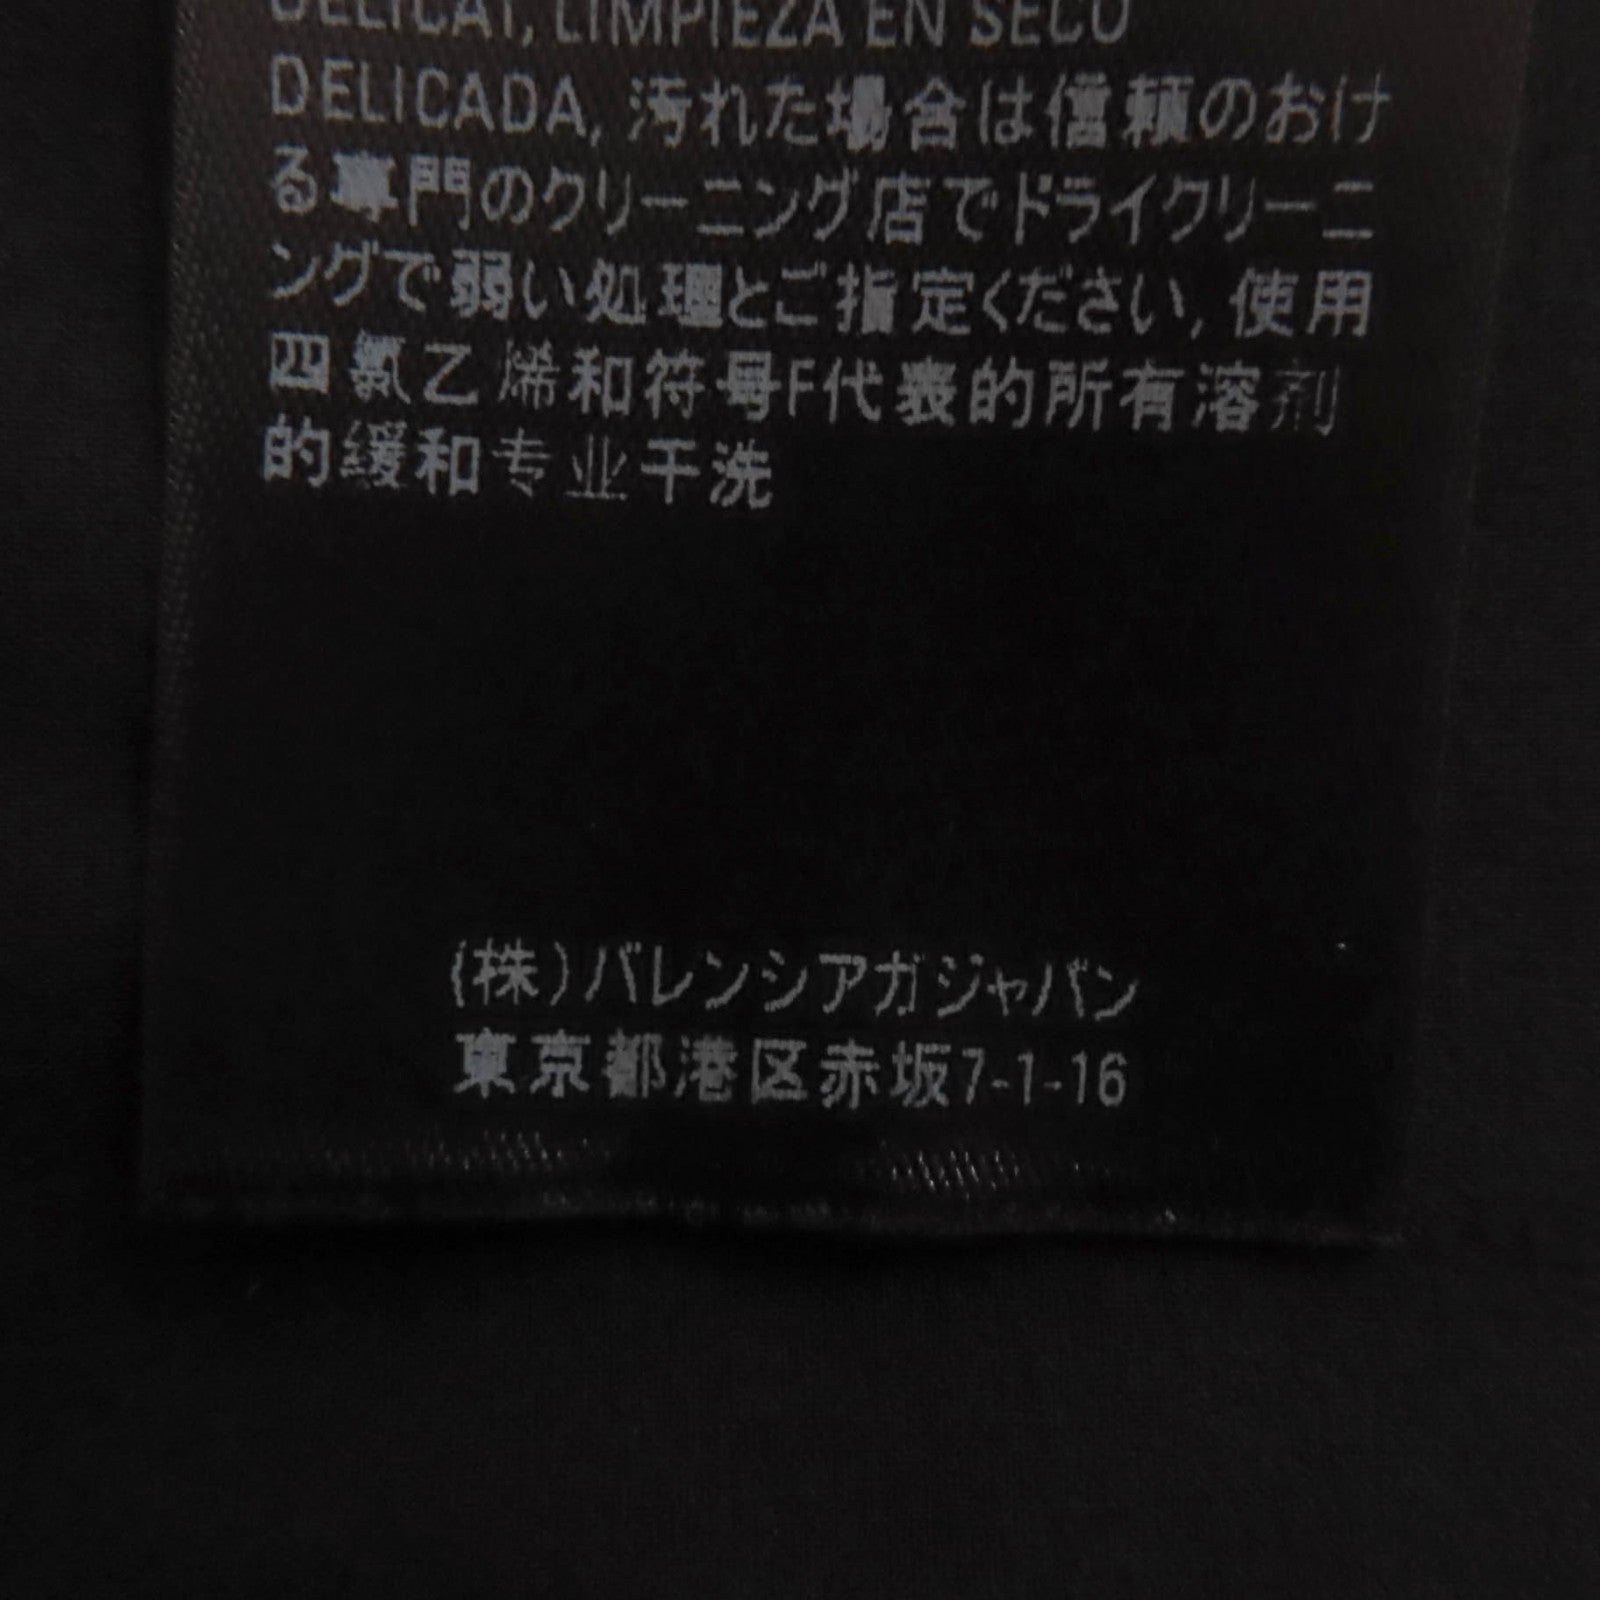 DELICAT, LIMPIEZA EN SECO
DELICADA, 汚れた場合は信頼のおけ
る専門のクリーニング店でドライクリーニ
ングで弱い処理とご指定ください, 使用
四氯乙烯和符号F代表的所有溶剂
的缓和专业干洗
(株)バレンシアガジャパン
東京都港区赤坂7-1-16